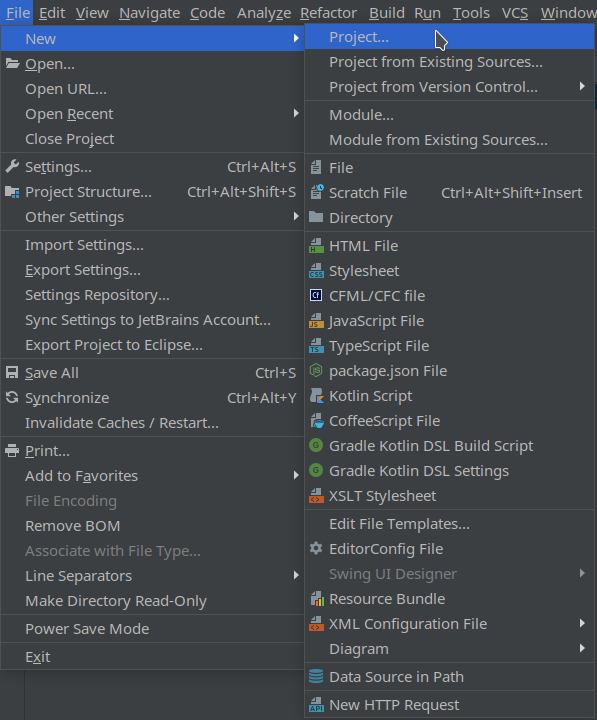 File Edit View Navigate Code Analyze Refactor Build Run Tools VCS Window
New
Open...
Open URL...
Open Recent
Close Project
Settings... Ctrl+Alt+S
Project Structure... Ctrl+Alt+Shift+S
Other Settings
Import Settings...
Export Settings...
Settings Repository...
Sync Settings to JetBrains Account...
Export Project to Eclipse...
Save All Ctrl+S
Synchronize Ctrl+Alt+Y
Invalidate Caches / Restart...
Print...
Add to Favorites
File Encoding
Remove BOM
Associate with File Type...
Line Separators
Make Directory Read-Only
Power Save Mode
Exit
Project...
Project from Existing Sources...
Project from Version Control...
Module...
Module from Existing Sources...
File
Scratch File Ctrl+Alt+Shift+Insert
Directory
HTML File
Stylesheet
CFML/CFC file
JavaScript File
TypeScript File
package.json File
Kotlin Script
CoffeeScript File
Gradle Kotlin DSL Build Script
Gradle Kotlin DSL Settings
XSLT Stylesheet
Edit File Templates...
EditorConfig File
Swing UI Designer
Resource Bundle
XML Configuration File
Diagram
Data Source in Path
New HTTP Request